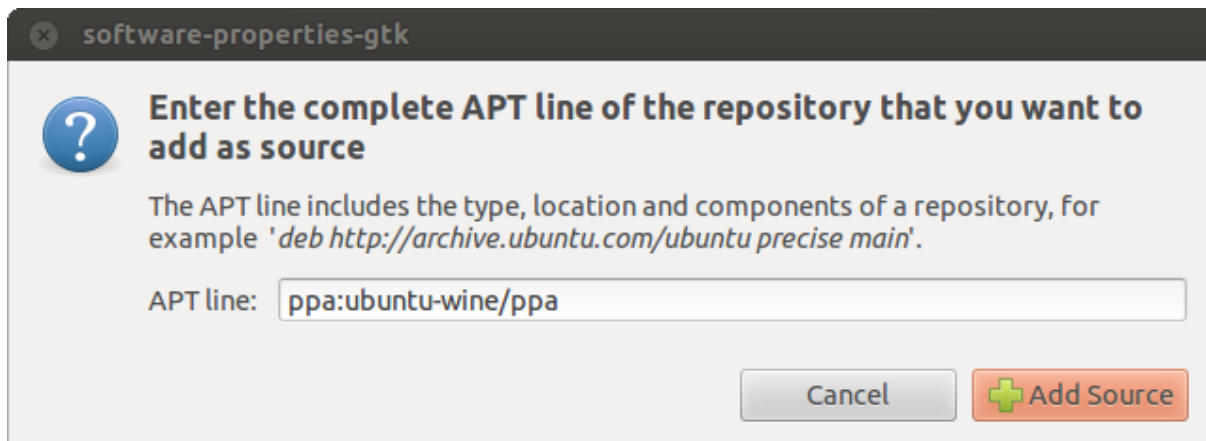 software-properties-gtk
Enter the complete APT line of the repository that you want to
add as source
The APT line includes the type, location and components of a repository, for
example 'deb http://archive.ubuntu.com/ubuntu precise main'.
APT line: ppa:ubuntu-wine/ppa
Cancel Add Source